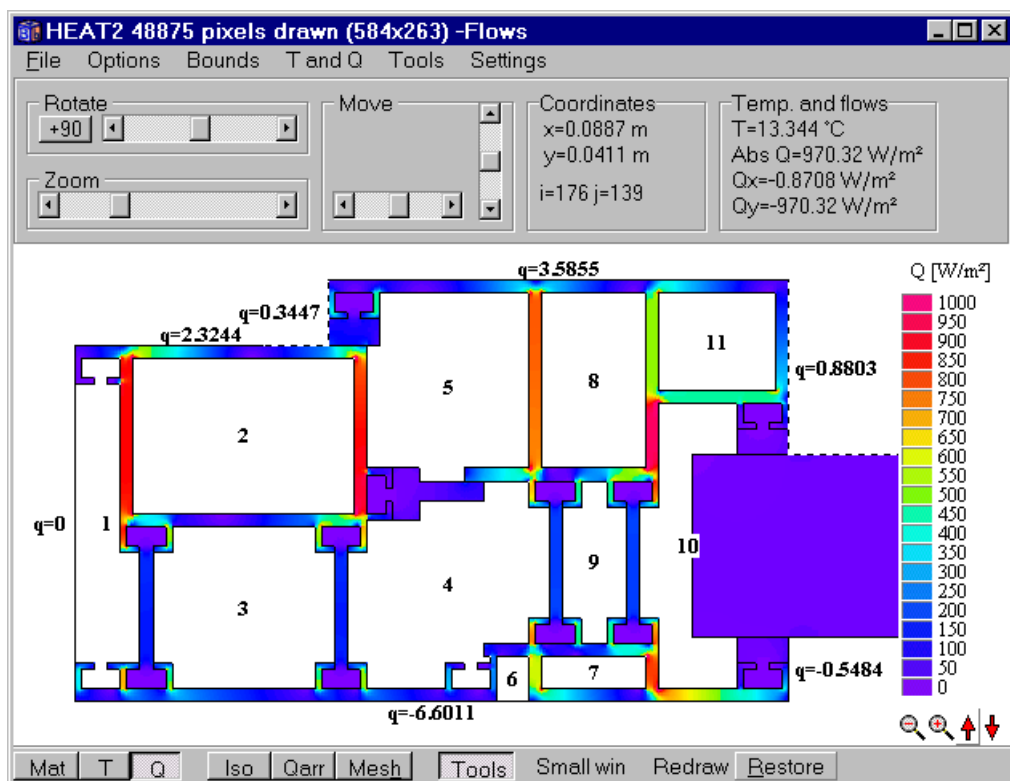 HEAT2 48875 pixels drawn (584x263) -Flows
File Options Bounds T and Q Tools Settings
Rotate
+90
Zoom
Move
Coordinates
x=0.0887 m
y=0.0411 m
i=176 j=139
Temp. and flows
T=13.344 °C
Abs Q=970.32 W/m²
Qx=-0.8708 W/m²
Qy=-970.32 W/m²
q=3.5855
q=0.3447
q=2.3244
q=0.8803
q=0
q=-0.5484
q=-6.6011
1
2
3
4
5
6
7
8
9
10
11
Q [W/m²]
1000
950
900
850
800
750
700
650
600
550
500
450
400
350
300
250
200
150
100
50
0
Mat T Q Iso Qarr Mesh Tools Small win Redraw Restore